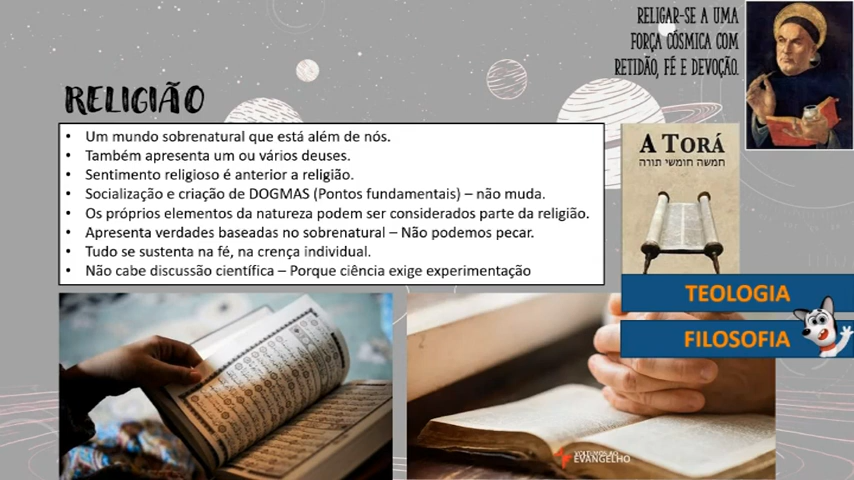 RELIGAR-SE A UMA
FORÇA CÓSMICA COM
RETIDÃO, FÉ E DEVOÇÃO.
RELIGIÃO
• Um mundo sobrenatural que está além de nós.
• Também apresenta um ou vários deuses.
• Sentimento religioso é anterior a religião.
• Socialização e criação de DOGMAS (Pontos fundamentais) – não muda.
• Os próprios elementos da natureza podem ser considerados parte da religião.
• Apresenta verdades baseadas no sobrenatural – Não podemos pecar.
• Tudo se sustenta na fé, na crença individual.
• Não cabe discussão científica – Porque ciência exige experimentação
A TORÁ
חמשה חומשי תורה
TEOLOGIA
FILOSOFIA
VOLTEMOS AO
EVANGELHO